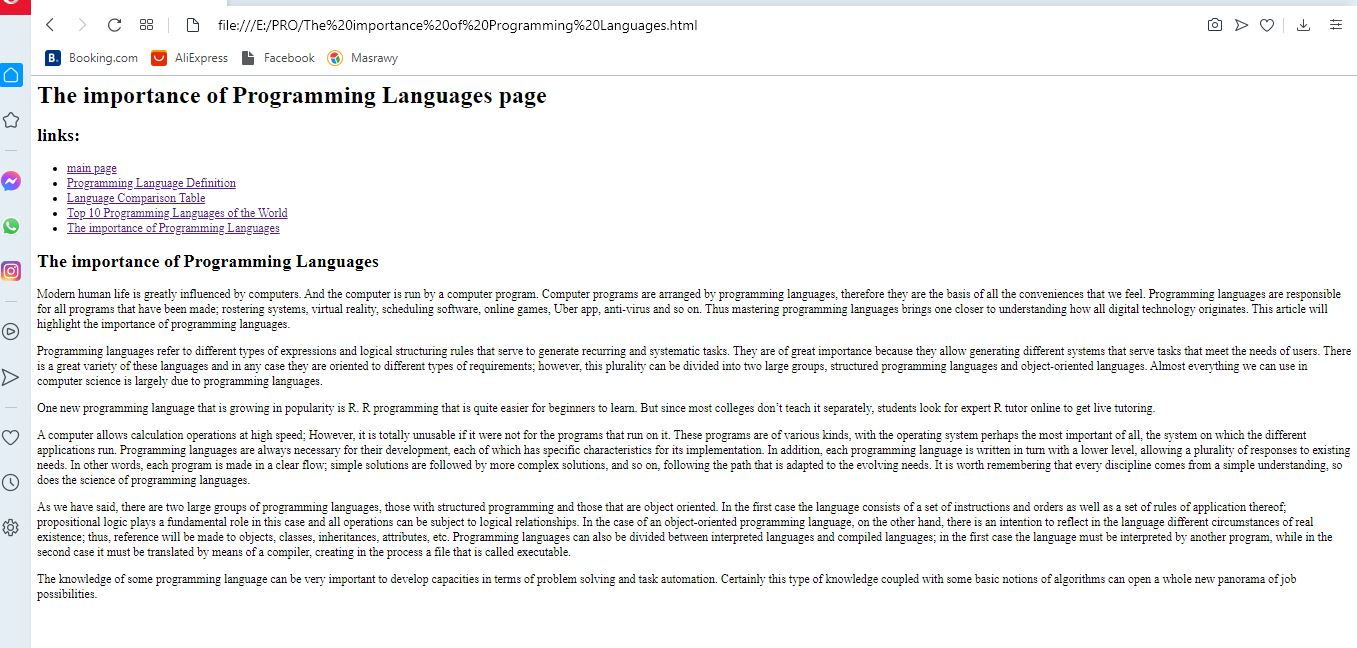 file:///E:/PRO/The%20importance%20of%20Programming%20Languages.html
B. Booking.com AliExpress Facebook Masrawy
The importance of Programming Languages page
links:
• main page
• Programming Language Definition
• Language Comparison Table
• Top 10 Programming Languages of the World
• The importance of Programming Languages
The importance of Programming Languages
Modern human life is greatly influenced by computers. And the computer is run by a computer program. Computer programs are arranged by programming languages, therefore they are the basis of all the conveniences that we feel. Programming languages are responsible
for all programs that have been made; rostering systems, virtual reality, scheduling software, online games, Uber app, anti-virus and so on. Thus mastering programming languages brings one closer to understanding how all digital technology originates. This article will
highlight the importance of programming languages.
Programming languages refer to different types of expressions and logical structuring rules that serve to generate recurring and systematic tasks. They are of great importance because they allow generating different systems that serve tasks that meet the needs of users. There
is a great variety of these languages and in any case they are oriented to different types of requirements; however, this plurality can be divided into two large groups, structured programming languages and object-oriented languages. Almost everything we can use in
computer science is largely due to programming languages.
One new programming language that is growing in popularity is R. R programming that is quite easier for beginners to learn. But since most colleges don’t teach it separately, students look for expert R tutor online to get live tutoring.
A computer allows calculation operations at high speed; However, it is totally unusable if it were not for the programs that run on it. These programs are of various kinds, with the operating system perhaps the most important of all, the system on which the different
applications run. Programming languages are always necessary for their development, each of which has specific characteristics for its implementation. In addition, each programming language is written in turn with a lower level, allowing a plurality of responses to existing
needs. In other words, each program is made in a clear flow; simple solutions are followed by more complex solutions, and so on, following the path that is adapted to the evolving needs. It is worth remembering that every discipline comes from a simple understanding, so
does the science of programming languages.
As we have said, there are two large groups of programming languages, those with structured programming and those that are object oriented. In the first case the language consists of a set of instructions and orders as well as a set of rules of application thereof;
propositional logic plays a fundamental role in this case and all operations can be subject to logical relationships. In the case of an object-oriented programming language, on the other hand, there is an intention to reflect in the language different circumstances of real
existence; thus, reference will be made to objects, classes, inheritances, attributes, etc. Programming languages can also be divided between interpreted languages and compiled languages; in the first case the language must be interpreted by another program, while in the
second case it must be translated by means of a compiler, creating in the process a file that is called executable.
The knowledge of some programming language can be very important to develop capacities in terms of problem solving and task automation. Certainly this type of knowledge coupled with some basic notions of algorithms can open a whole new panorama of job
possibilities.